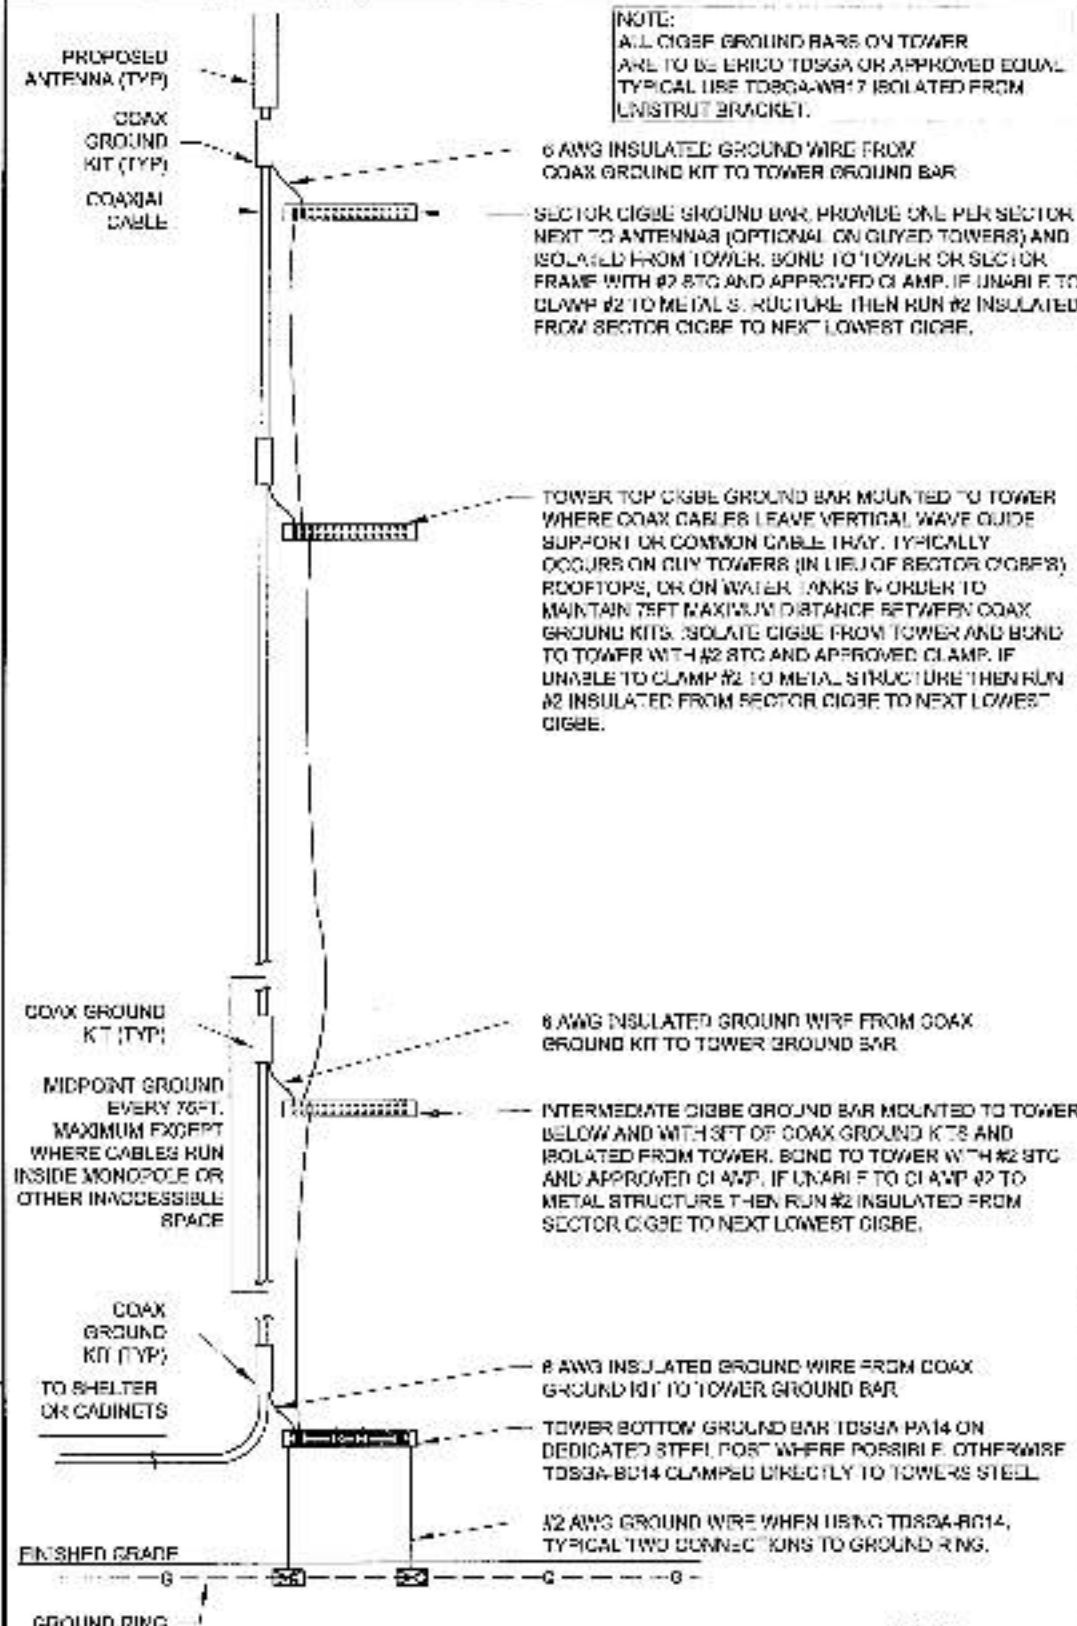 NOTE:
ALL CIGBE GROUND BARS ON TOWER
ARE TO BE ERICO TDSGA OR APPROVED EQUAL
TYPICAL USE TDSGA-WB17 ISOLATED FROM
UNISTRUT BRACKET.
PROPOSED
ANTENNA (TYP)
COAX
GROUND
KIT (TYP)
COAXIAL
CABLE
6 AWG INSULATED GROUND WIRE FROM
COAX GROUND KIT TO TOWER GROUND BAR
SECTOR CIGBE GROUND BAR, PROVIDE ONE PER SECTOR
NEXT TO ANTENNAS (OPTIONAL ON GUYED TOWERS) AND
ISOLATED FROM TOWER. BOND TO TOWER OR SECTOR
FRAME WITH #2 STC AND APPROVED CLAMP. IF UNABLE TO
CLAMP #2 TO METAL STRUCTURE THEN RUN #2 INSULATED
FROM SECTOR CIGBE TO NEXT LOWEST CIGBE.
TOWER TOP CIGBE GROUND BAR MOUNTED TO TOWER
WHERE COAX CABLES LEAVE VERTICAL WAVE GUIDE
SUPPORT OR COMMON CABLE TRAY. TYPICALLY
OCCURS ON GUY TOWERS (IN LIEU OF SECTOR CIGBE'S)
ROOFTOPS, OR ON WATER TANKS IN ORDER TO
MAINTAIN 75FT MAXIMUM DISTANCE BETWEEN COAX
GROUND KITS. ISOLATE CIGBE FROM TOWER AND BOND
TO TOWER WITH #2 STC AND APPROVED CLAMP. IF
UNABLE TO CLAMP #2 TO METAL STRUCTURE THEN RUN
#2 INSULATED FROM SECTOR CIGBE TO NEXT LOWEST
CIGBE.
COAX GROUND
KIT (TYP)
MIDPOINT GROUND
EVERY 75FT.
MAXIMUM EXCEPT
WHERE CABLES RUN
INSIDE MONOPOLE OR
OTHER INACCESSIBLE
SPACE
6 AWG INSULATED GROUND WIRE FROM COAX
GROUND KIT TO TOWER GROUND BAR
INTERMEDIATE CIGBE GROUND BAR MOUNTED TO TOWER
BELOW AND WITH 3FT OF COAX GROUND KITS AND
ISOLATED FROM TOWER. BOND TO TOWER WITH #2 STC
AND APPROVED CLAMP. IF UNABLE TO CLAMP #2 TO
METAL STRUCTURE THEN RUN #2 INSULATED FROM
SECTOR CIGBE TO NEXT LOWEST CIGBE.
COAX
GROUND
KIT (TYP)
TO SHELTER
OR CABINETS
6 AWG INSULATED GROUND WIRE FROM COAX
GROUND KIT TO TOWER GROUND BAR
TOWER BOTTOM GROUND BAR TDSGA-PA14 ON
DEDICATED STEEL POST WHERE POSSIBLE. OTHERWISE
TDSGA-BC14 CLAMPED DIRECTLY TO TOWERS STEEL
#2 AWG GROUND WIRE WHEN USING TDSGA-BC14,
TYPICAL TWO CONNECTIONS TO GROUND RING.
FINISHED GRADE
G G G
GROUND RING